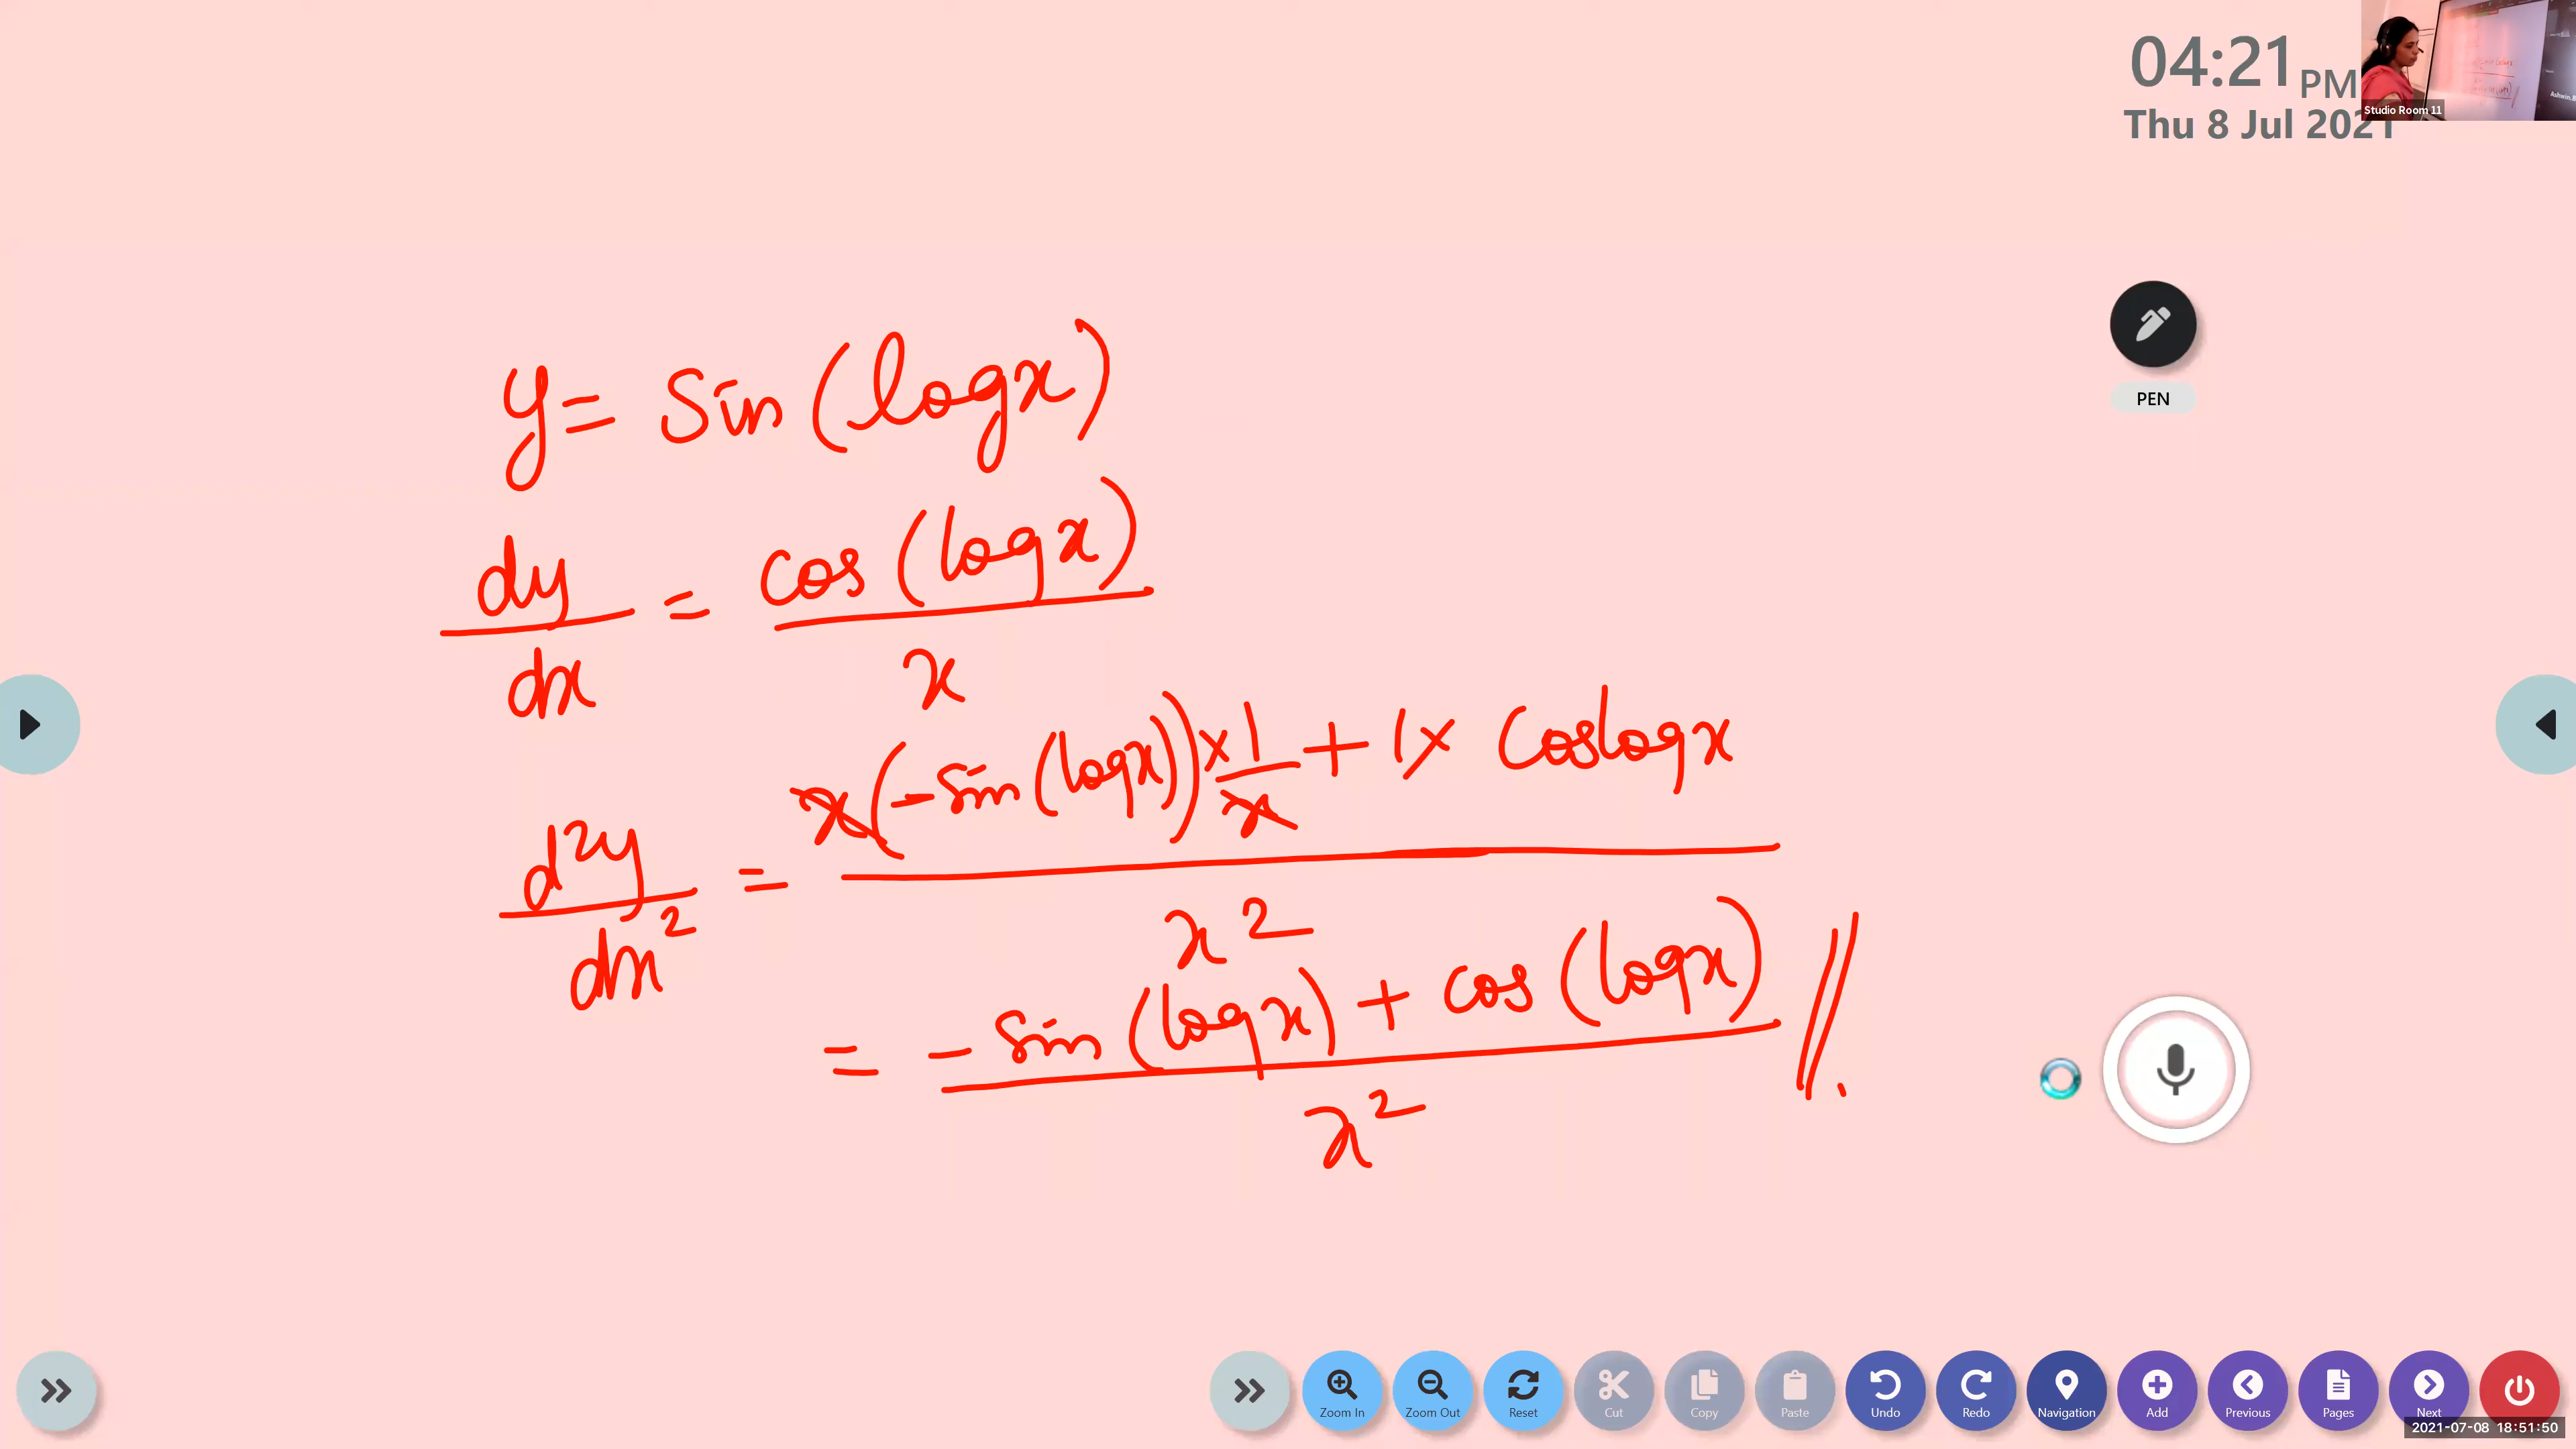 04:21 PM
Studio Room 11
Thu 8 Jul 2021
y = Sin (log x)
PEN
dy/dx = cos (log x) / x
d²y/dx² = x(-sin (log x)) × 1/x + 1 × Cos log x / x²
= - sin (log x) + cos (log x) / x² //.
Zoom In Zoom Out Reset Cut Copy Paste Undo Redo Navigation Add Previous Pages Next
2021-07-08 18:51:50